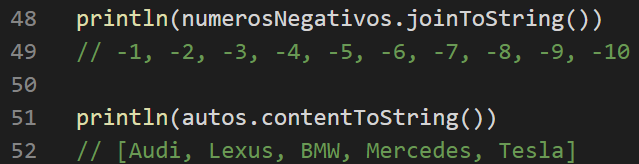 48 println(numerosNegativos.joinToString())
49 // -1, -2, -3, -4, -5, -6, -7, -8, -9, -10
50
51 println(autos.contentToString())
52 // [Audi, Lexus, BMW, Mercedes, Tesla]